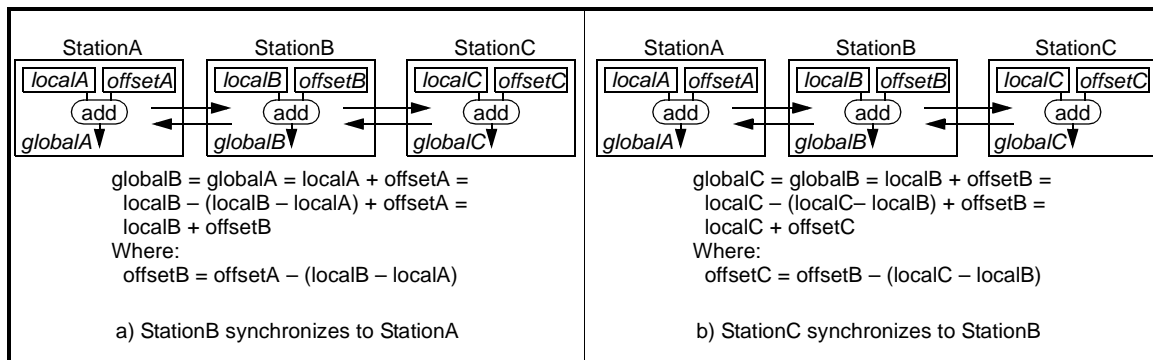 StationA StationB StationC
localA offsetA localB offsetB localC offsetC
add add add
globalA globalB globalC
globalB = globalA = localA + offsetA =
localB – (localB – localA) + offsetA =
localB + offsetB
Where:
offsetB = offsetA – (localB – localA)
a) StationB synchronizes to StationA
StationA StationB StationC
localA offsetA localB offsetB localC offsetC
add add add
globalA globalB globalC
globalC = globalB = localB + offsetB =
localC – (localC– localB) + offsetB =
localC + offsetC
Where:
offsetC = offsetB – (localC – localB)
b) StationC synchronizes to StationB